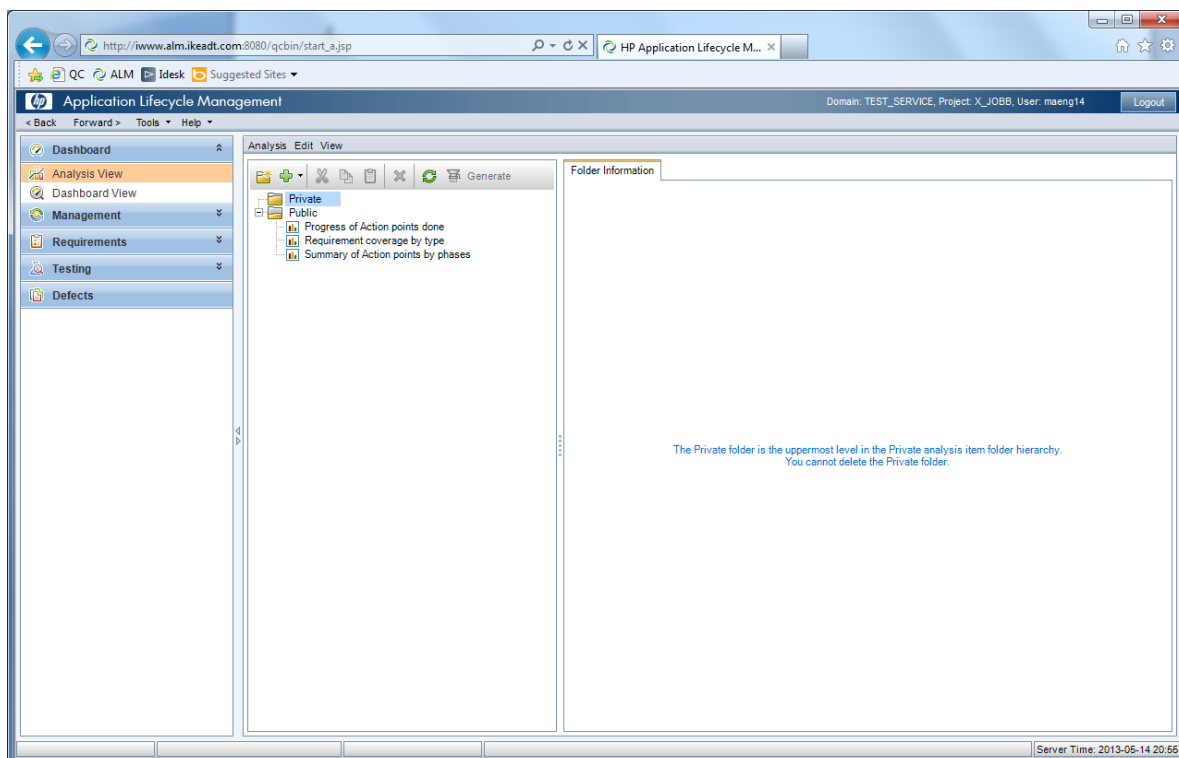 http://iwww.alm.ikeadt.com:8080/qcbin/start_a.jsp
HP Application Lifecycle M...
QC ALM Idesk Suggested Sites
hp Application Lifecycle Management
Domain: TEST_SERVICE, Project: X_JOBB, User: maeng14
Logout
< Back Forward > Tools Help
Dashboard
Analysis View
Dashboard View
Management
Requirements
Testing
Defects
Analysis Edit View
Generate
Private
Public
Progress of Action points done
Requirement coverage by type
Summary of Action points by phases
Folder Information
The Private folder is the uppermost level in the Private analysis item folder hierarchy.
You cannot delete the Private folder.
Server Time: 2013-05-14 20:55